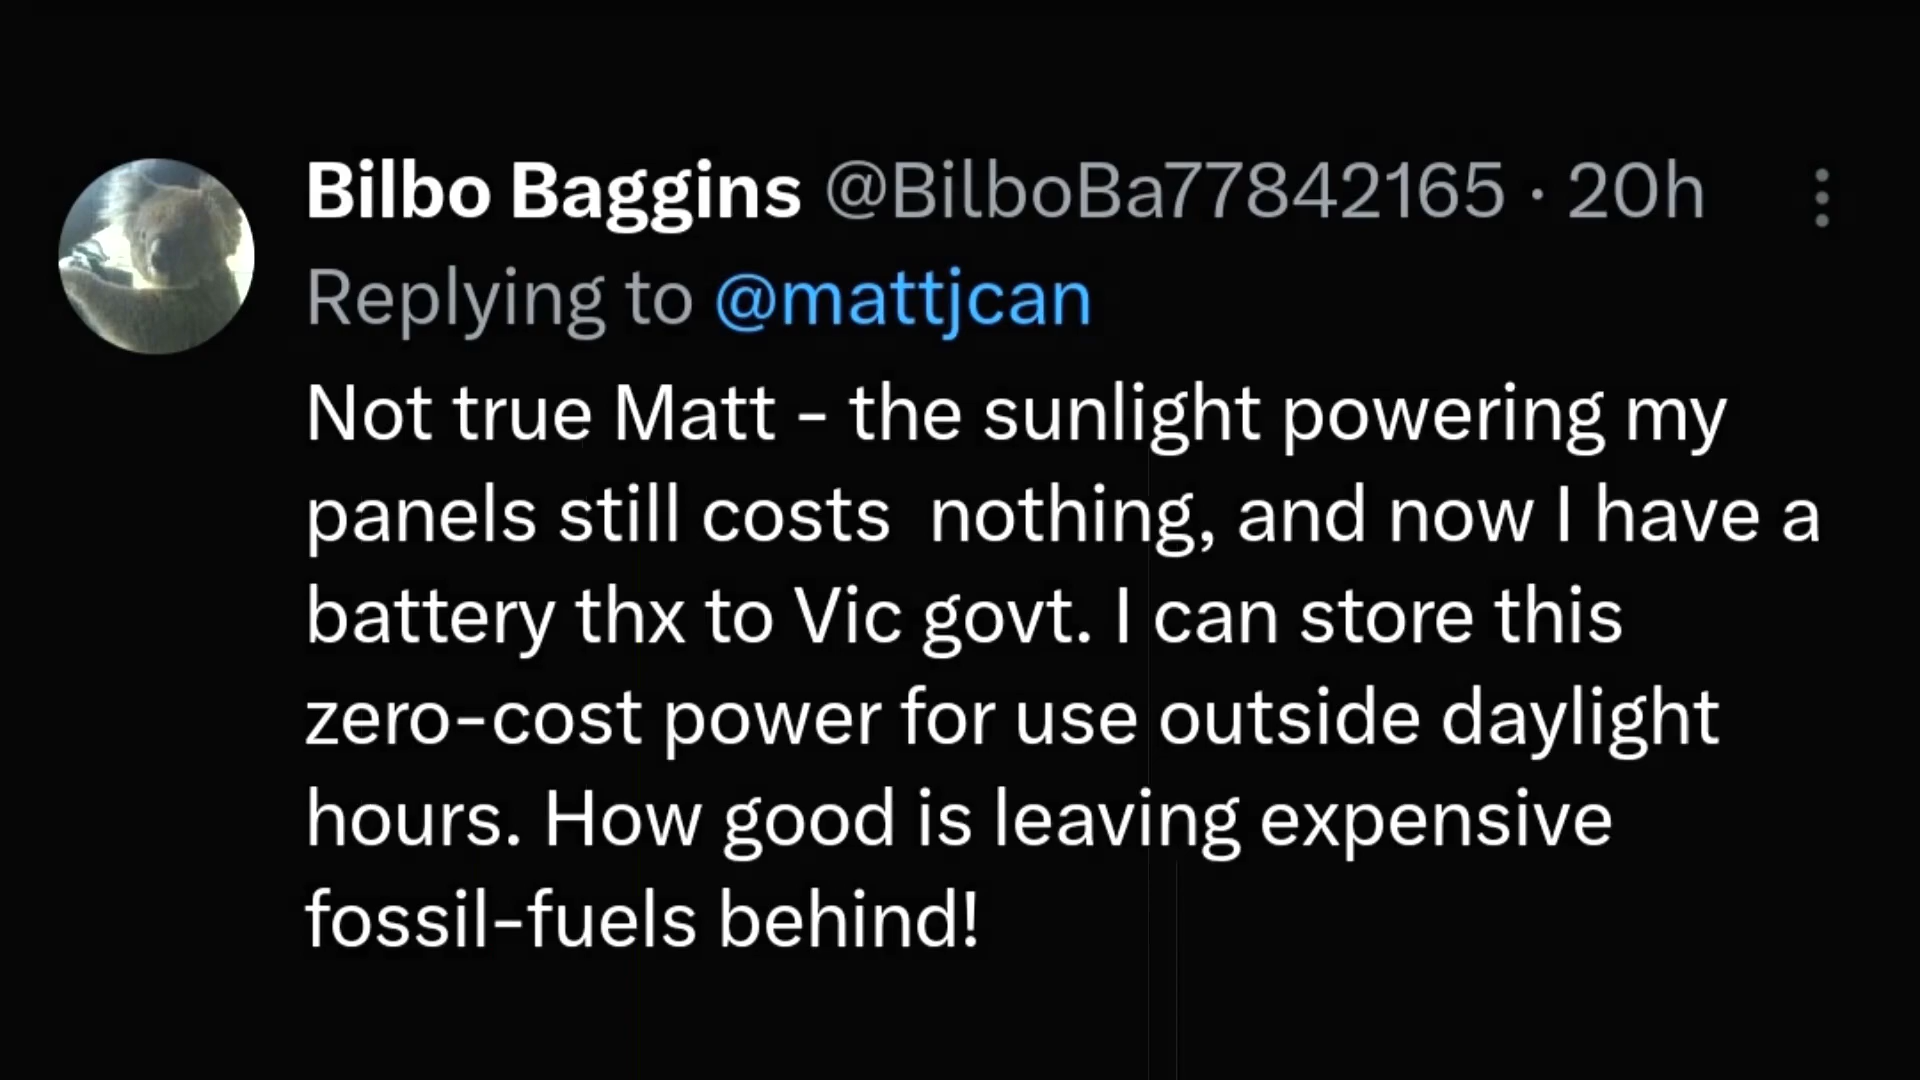 Bilbo Baggins @BilboBa77842165 · 20h
Replying to @mattjcan
Not true Matt - the sunlight powering my
panels still costs  nothing, and now I have a
battery thx to Vic govt. I can store this
zero-cost power for use outside daylight
hours. How good is leaving expensive
fossil-fuels behind!